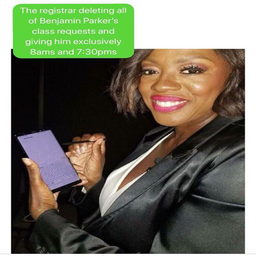 The registrar deleting all
of Benjamin Parker's
class requests and
giving him exclusively
8ams and 7:30pms